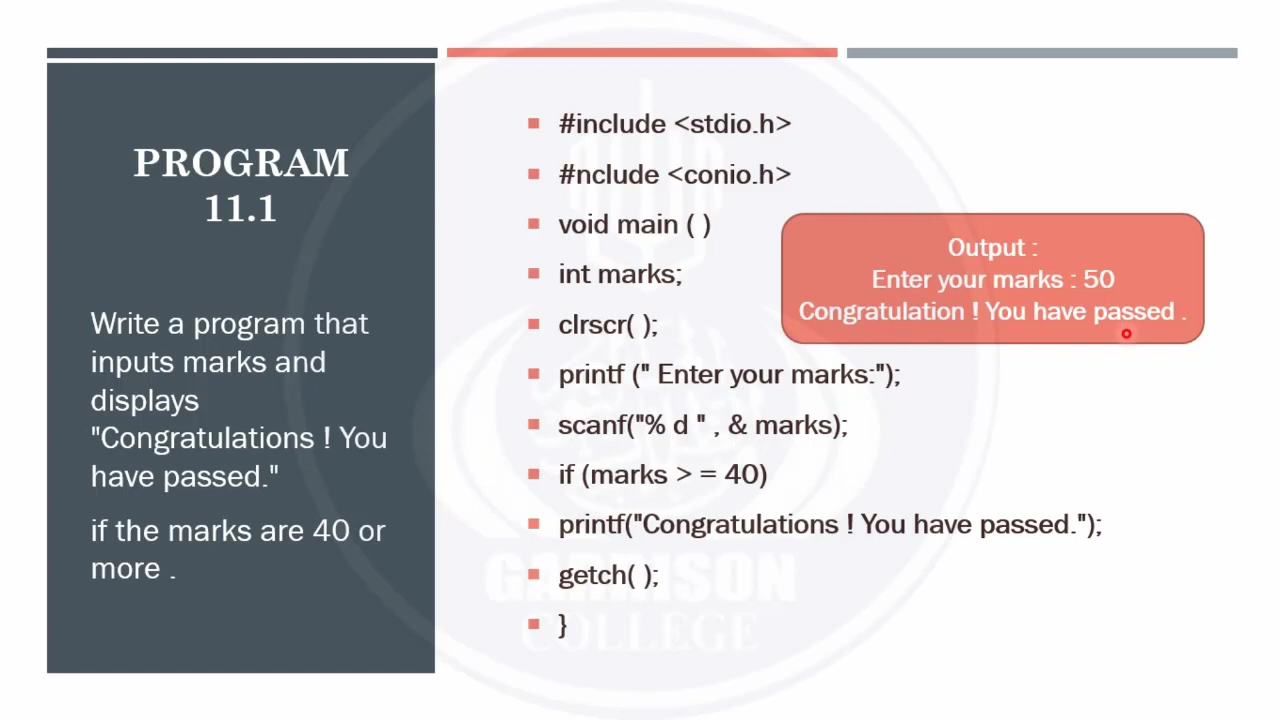 PROGRAM
11.1
Write a program that
inputs marks and
displays
"Congratulations ! You
have passed."
if the marks are 40 or
more .
#include <stdio.h>
#nclude <conio.h>
void main ( )
int marks;
clrscr( );
printf (" Enter your marks:");
scanf("% d " , & marks);
if (marks > = 40)
printf("Congratulations ! You have passed.");
getch( );
}
Output :
Enter your marks : 50
Congratulation ! You have passed .
GARRISON
COLLEGE